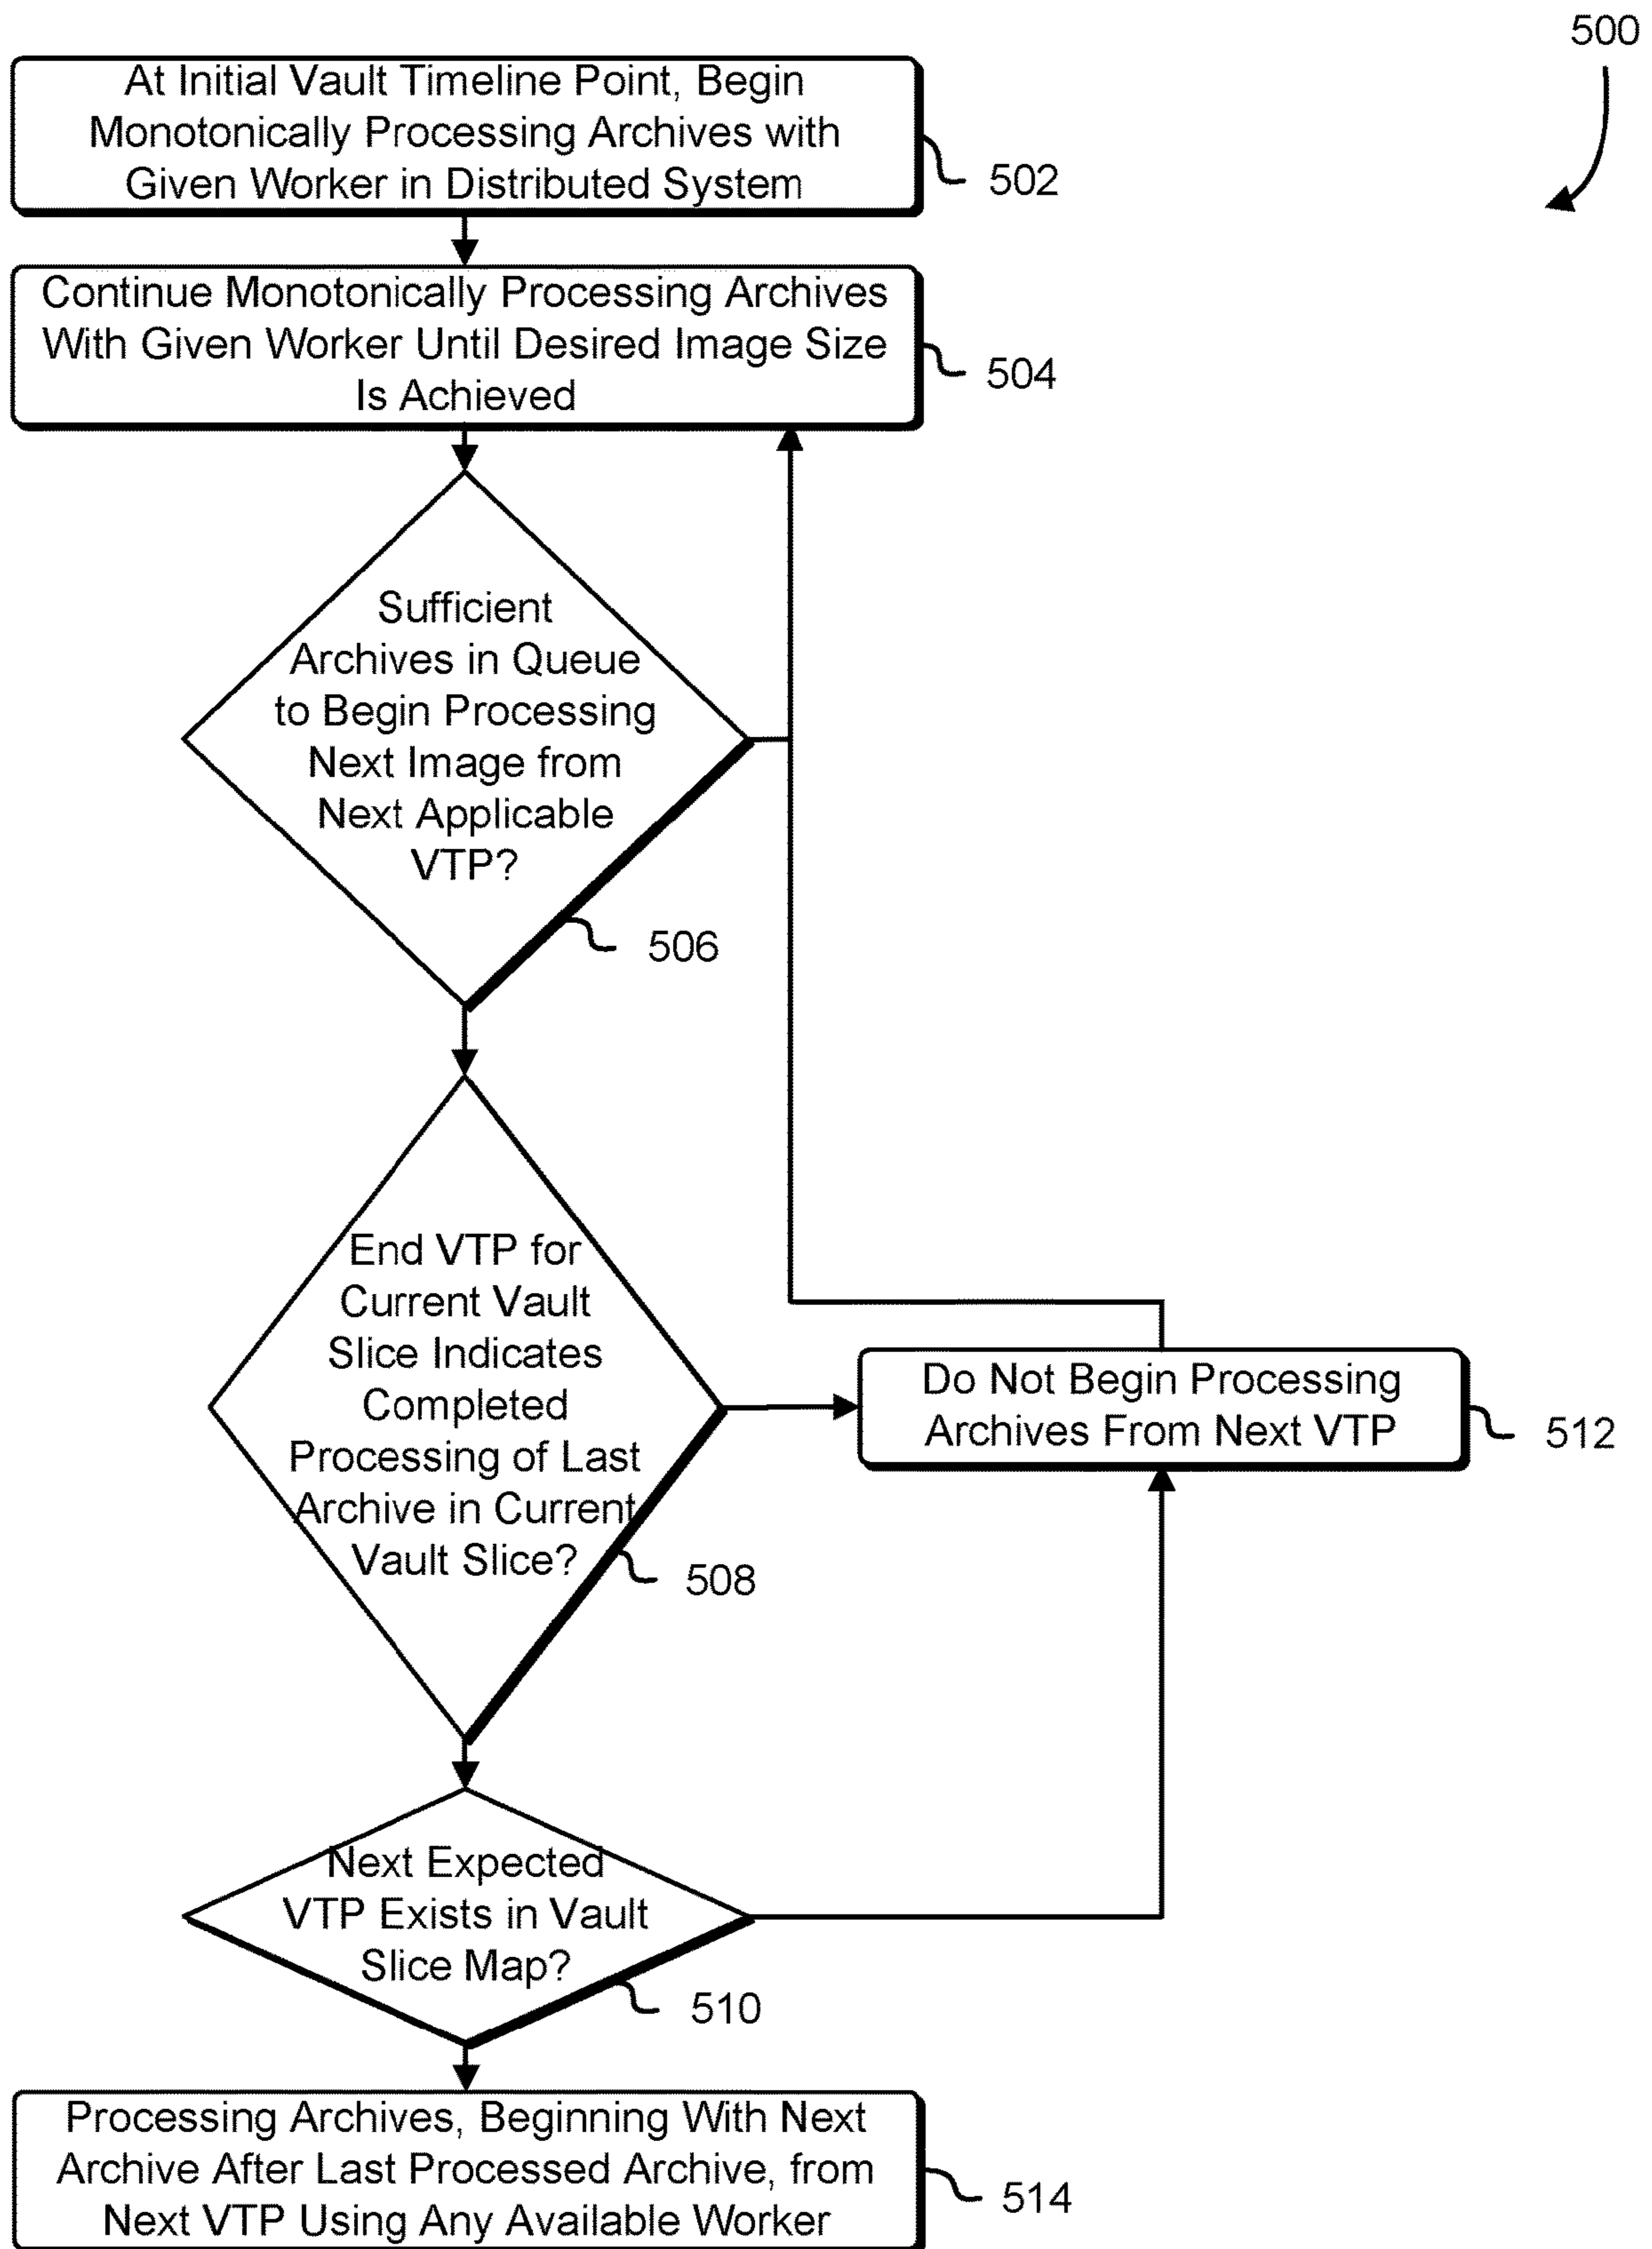 500
At Initial Vault Timeline Point, Begin
Monotonically Processing Archives with
Given Worker in Distributed System
502
Continue Monotonically Processing Archives
With Given Worker Until Desired Image Size
Is Achieved
504
Sufficient
Archives in Queue
to Begin Processing
Next Image from
Next Applicable
VTP?
506
End VTP for
Current Vault
Slice Indicates
Completed
Processing of Last
Archive in Current
Vault Slice?
508
Do Not Begin Processing
Archives From Next VTP
512
Next Expected
VTP Exists in Vault
Slice Map?
510
Processing Archives, Beginning With Next
Archive After Last Processed Archive, from
Next VTP Using Any Available Worker
514